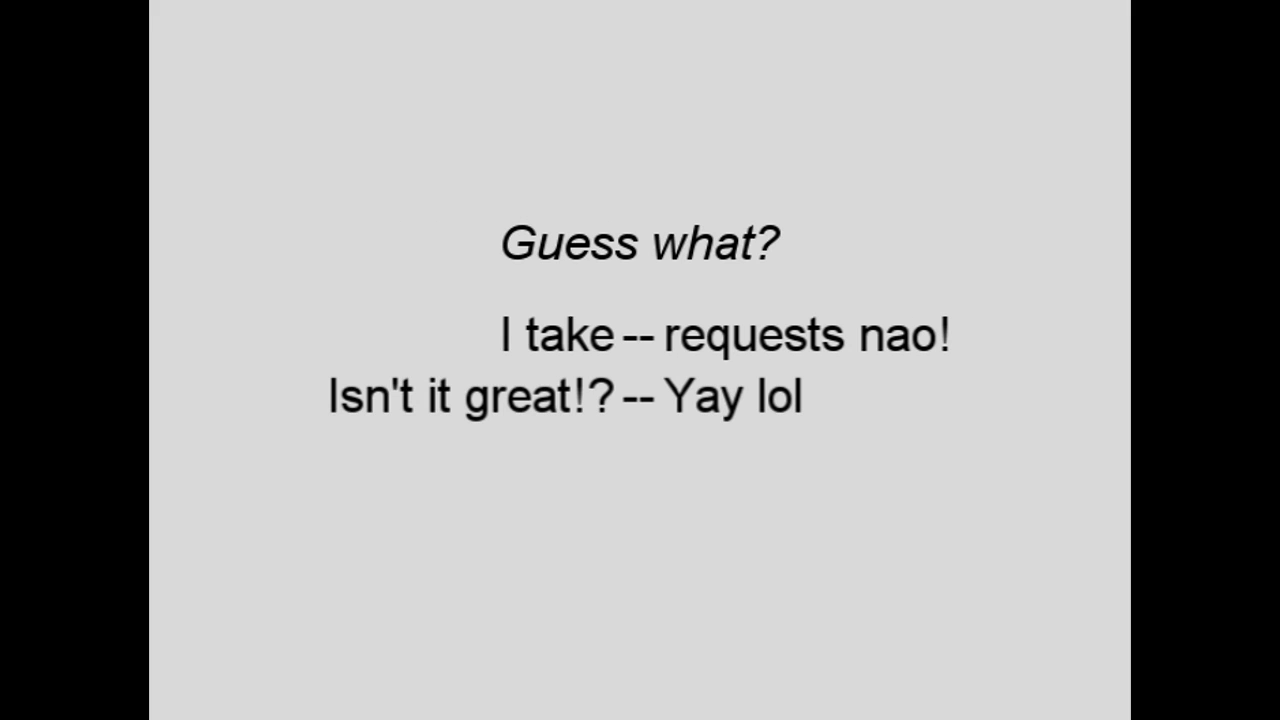 Guess what?
I take -- requests nao!
Isn't it great!? -- Yay lol